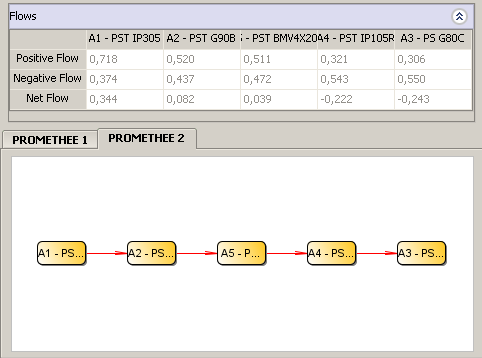 Flows
A1 - PST IP305 A2 - PST G90B - PST BMV4X20 A4 - PST IP105R A3 - PS G80C
Positive Flow 0,718 0,520 0,511 0,321 0,306
Negative Flow 0,374 0,437 0,472 0,543 0,550
Net Flow 0,344 0,082 0,039 -0,222 -0,243
PROMETHEE 1 PROMETHEE 2
A1 - PS... A2 - PS... A5 - PS... A4 - PS... A3 - PS...